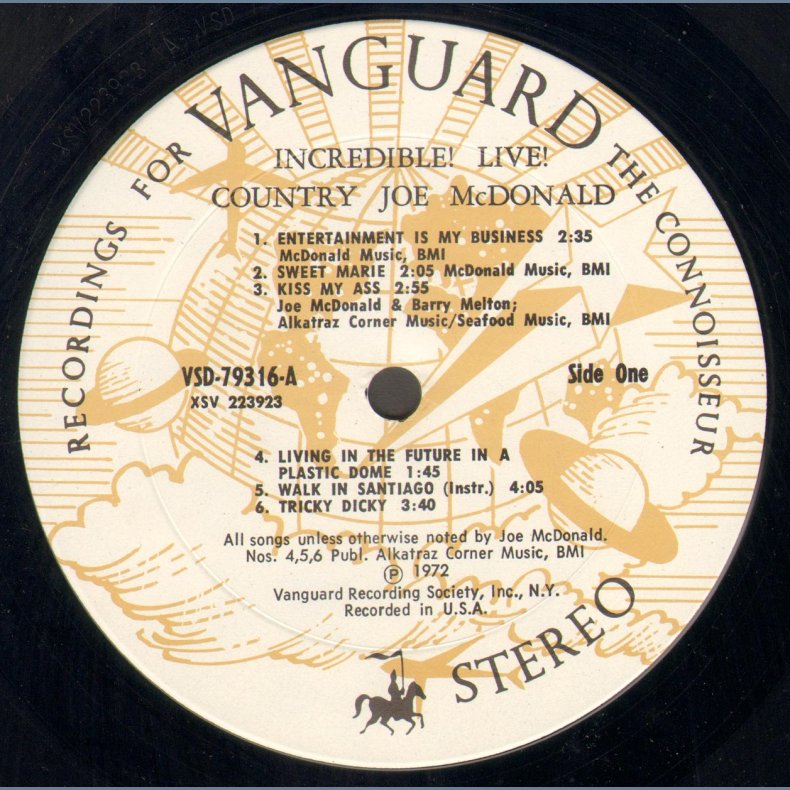 VANGUARD
RECORDINGS FOR THE CONNOISSEUR
INCREDIBLE! LIVE!
COUNTRY JOE McDONALD
1. ENTERTAINMENT IS MY BUSINESS 2:35
McDonald Music, BMI
2. SWEET MARIE 2:05 McDonald Music, BMI
3. KISS MY ASS 2:55
Joe McDonald & Barry Melton;
Alkatraz Corner Music/Seafood Music, BMI
VSD-79316-A
Side One
XSV 223923
4. LIVING IN THE FUTURE IN A
PLASTIC DOME 1:45
5. WALK IN SANTIAGO (Instr.) 4:05
6. TRICKY DICKY 3:40
All songs unless otherwise noted by Joe McDonald.
Nos. 4,5,6 Publ. Alkatraz Corner Music, BMI
Ⓟ 1972
Vanguard Recording Society, Inc., N.Y.
Recorded in U.S.A.
STEREO